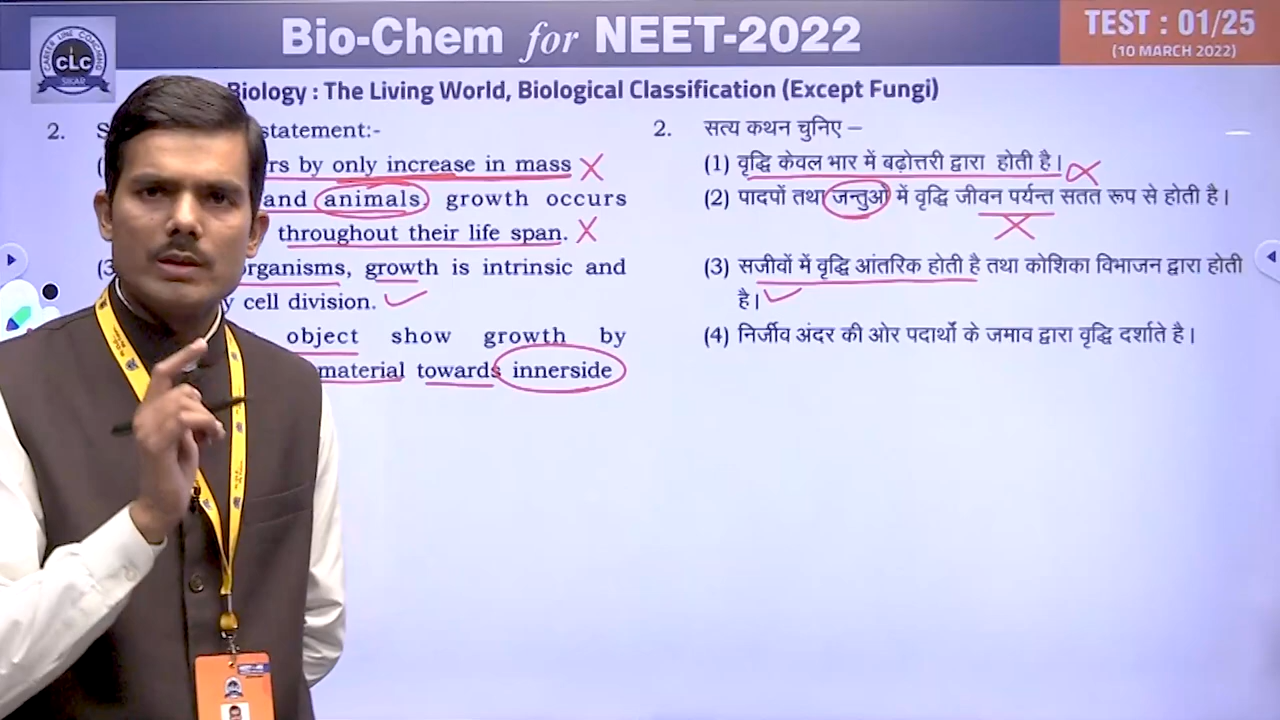 CAREER LINE COACHING
CLC
SIKAR
Bio-Chem for NEET-2022
TEST : 01/25
(10 MARCH 2022)
Biology : The Living World, Biological Classification (Except Fungi)
2. S statement:-
rs by only increase in mass
and animals, growth occurs
throughout their life span.
(3 organisms, growth is intrinsic and
y cell division.
object show growth by
material towards innerside
2. सत्य कथन चुनिए –
(1) वृद्धि केवल भार में बढ़ोत्तरी द्वारा होती है।
(2) पादपों तथा जन्तुओ में वृद्धि जीवन पर्यन्त सतत रूप से होती है।
(3) सजीवों में वृद्धि आंतरिक होती है तथा कोशिका विभाजन द्वारा होती
है।
(4) निर्जीव अंदर की ओर पदार्थों के जमाव द्वारा वृद्धि दर्शाते है।